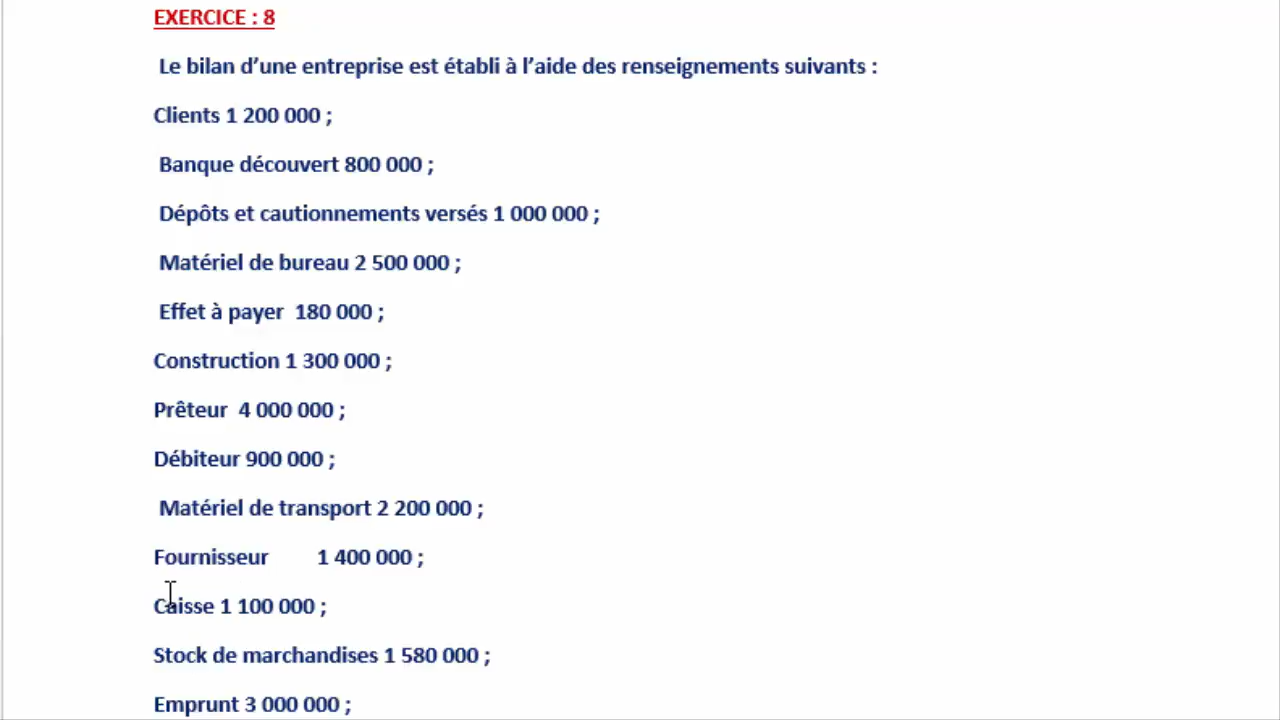 EXERCICE : 8
Le bilan d’une entreprise est établi à l’aide des renseignements suivants :
Clients 1 200 000 ;
Banque découvert 800 000 ;
Dépôts et cautionnements versés 1 000 000 ;
Matériel de bureau 2 500 000 ;
Effet à payer 180 000 ;
Construction 1 300 000 ;
Prêteur 4 000 000 ;
Débiteur 900 000 ;
Matériel de transport 2 200 000 ;
Fournisseur 1 400 000 ;
Caisse 1 100 000 ;
Stock de marchandises 1 580 000 ;
Emprunt 3 000 000 ;